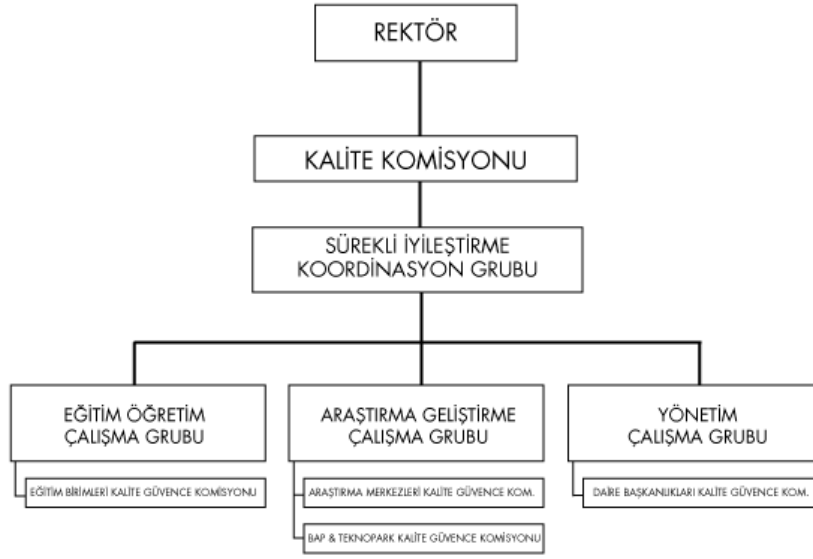 REKTÖR
KALİTE KOMİSYONU
SÜREKLİ İYİLEŞTİRME
KOORDİNASYON GRUBU
EĞİTİM ÖĞRETİM
ÇALIŞMA GRUBU
EĞİTİM BİRİMLERİ KALİTE GÜVENCE KOMİSYONU
ARAŞTIRMA GELİŞTİRME
ÇALIŞMA GRUBU
ARAŞTIRMA MERKEZLERİ KALİTE GÜVENCE KOM.
BAP & TEKNOPARK KALİTE GÜVENCE KOMİSYONU
YÖNETİM
ÇALIŞMA GRUBU
DAİRE BAŞKANLIKLARI KALİTE GÜVENCE KOM.